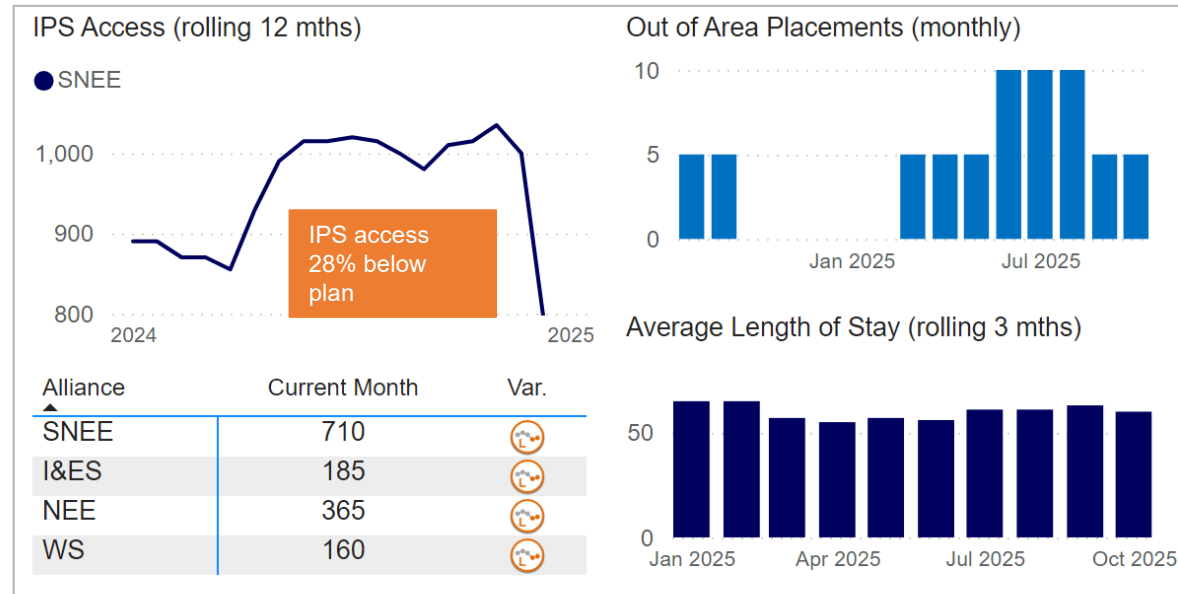 IPS Access (rolling 12 mths)
SNEE
1,000
900
800
2024
2025
IPS access
28% below
plan
Alliance
Current Month
Var.
SNEE
710
L
I&ES
185
L
NEE
365
L
WS
160
L
Out of Area Placements (monthly)
10
5
0
Jan 2025
Jul 2025
Average Length of Stay (rolling 3 mths)
50
0
Jan 2025
Apr 2025
Jul 2025
Oct 2025